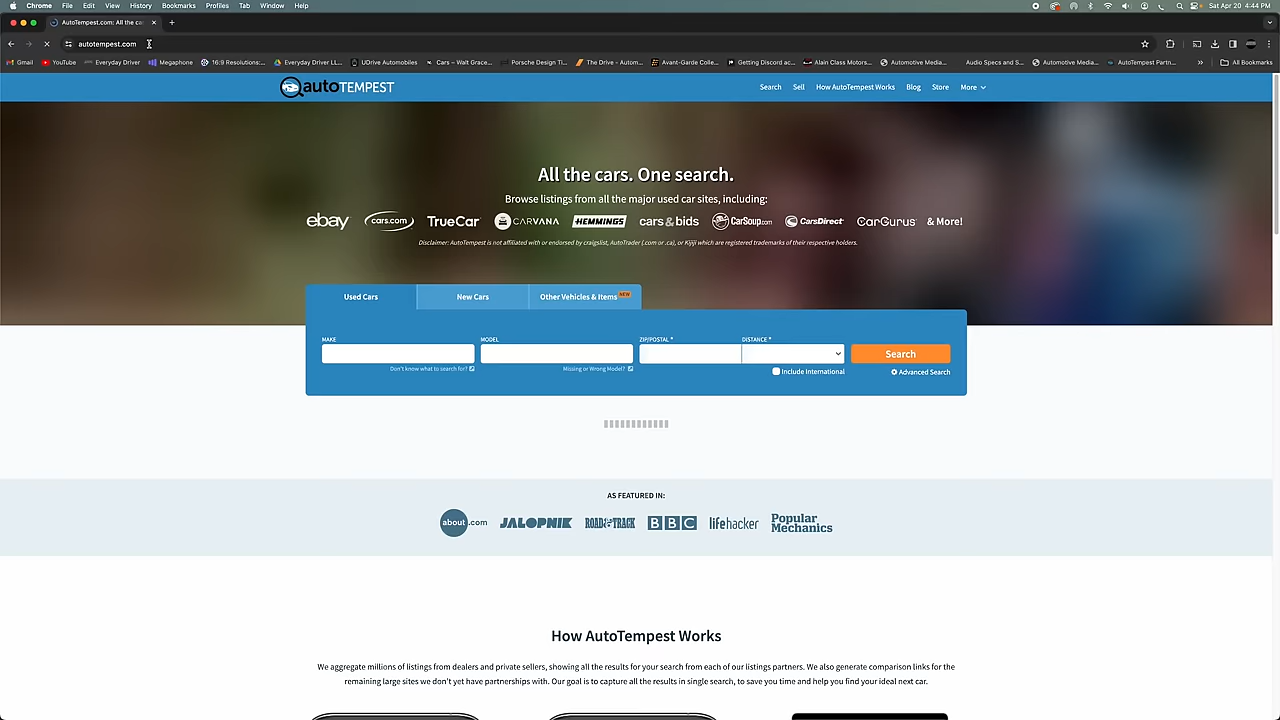 Chrome File Edit View History Bookmarks Profiles Tab Window Help Sat Apr 20 4:44 PM
AutoTempest.com: All the ca
autotempest.com
Gmail YouTube Everyday Driver Megaphone 16:9 Resolutions:... Everyday Driver LL... UDrive Automobiles Cars – Walt Grace... Porsche Design Ti... The Drive – Autom... Avant-Garde Colle... Getting Discord ac... Alain Class Motors... Automotive Media... Audio Specs and S... Automotive Media... AutoTempest Partn... » All Bookmarks
autoTEMPEST
Search Sell How AutoTempest Works Blog Store More
All the cars. One search.
Browse listings from all the major used car sites, including:
ebay cars.com TrueCar CARVANA HEMMINGS cars&bids CarSoup.com CarsDirect CarGurus & More!
Disclaimer: AutoTempest is not affiliated with or endorsed by craigslist, AutoTrader (.com or .ca), or Kijiji which are registered trademarks of their respective holders.
Used Cars New Cars Other Vehicles & Items NEW
MAKE MODEL ZIP/POSTAL * DISTANCE *
Search
Don't know what to search for? Missing or Wrong Model? Include International Advanced Search
AS FEATURED IN:
about.com JALOPNIK ROAD & TRACK BBC lifehacker Popular Mechanics
How AutoTempest Works
We aggregate millions of listings from dealers and private sellers, showing all the results for your search from each of our listings partners. We also generate comparison links for the
remaining large sites we don't yet have partnerships with. Our goal is to capture all the results in single search, to save you time and help you find your ideal next car.